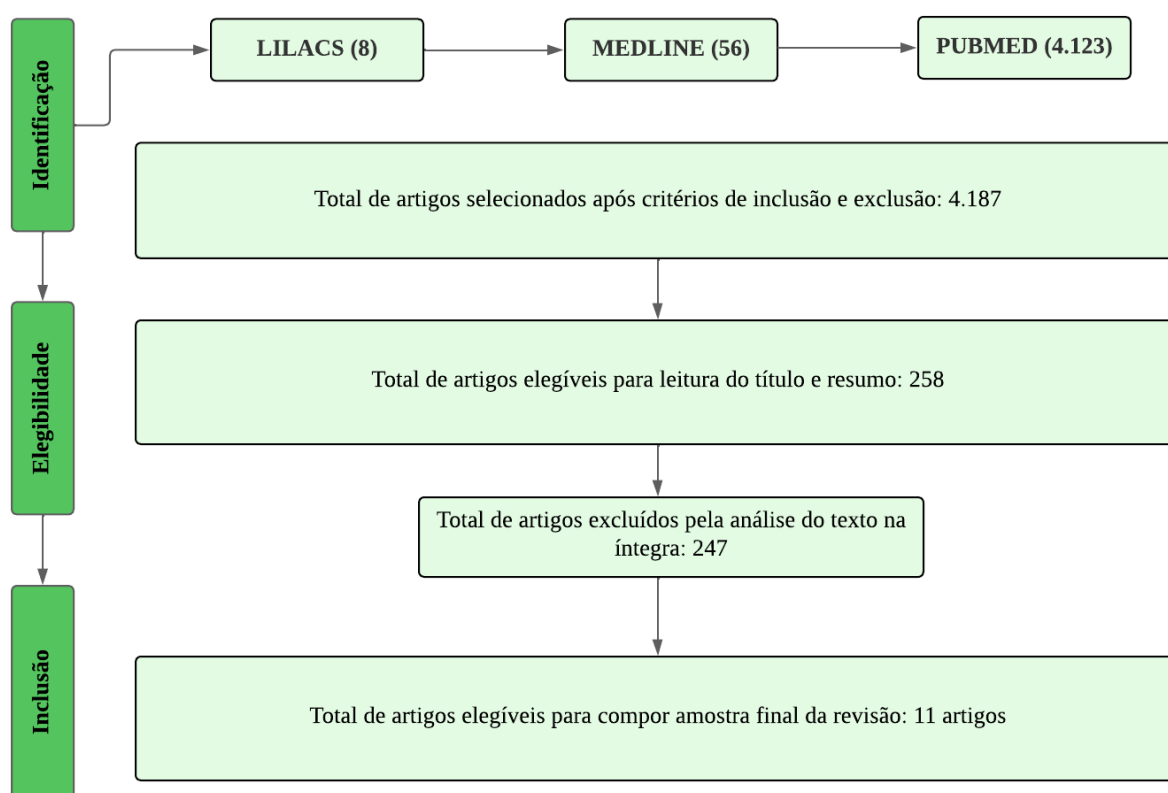 Identificação
LILACS (8)
MEDLINE (56)
PUBMED (4.123)
Total de artigos selecionados após critérios de inclusão e exclusão: 4.187
Elegibilidade
Total de artigos elegíveis para leitura do título e resumo: 258
Total de artigos excluídos pela análise do texto na
íntegra: 247
Inclusão
Total de artigos elegíveis para compor amostra final da revisão: 11 artigos